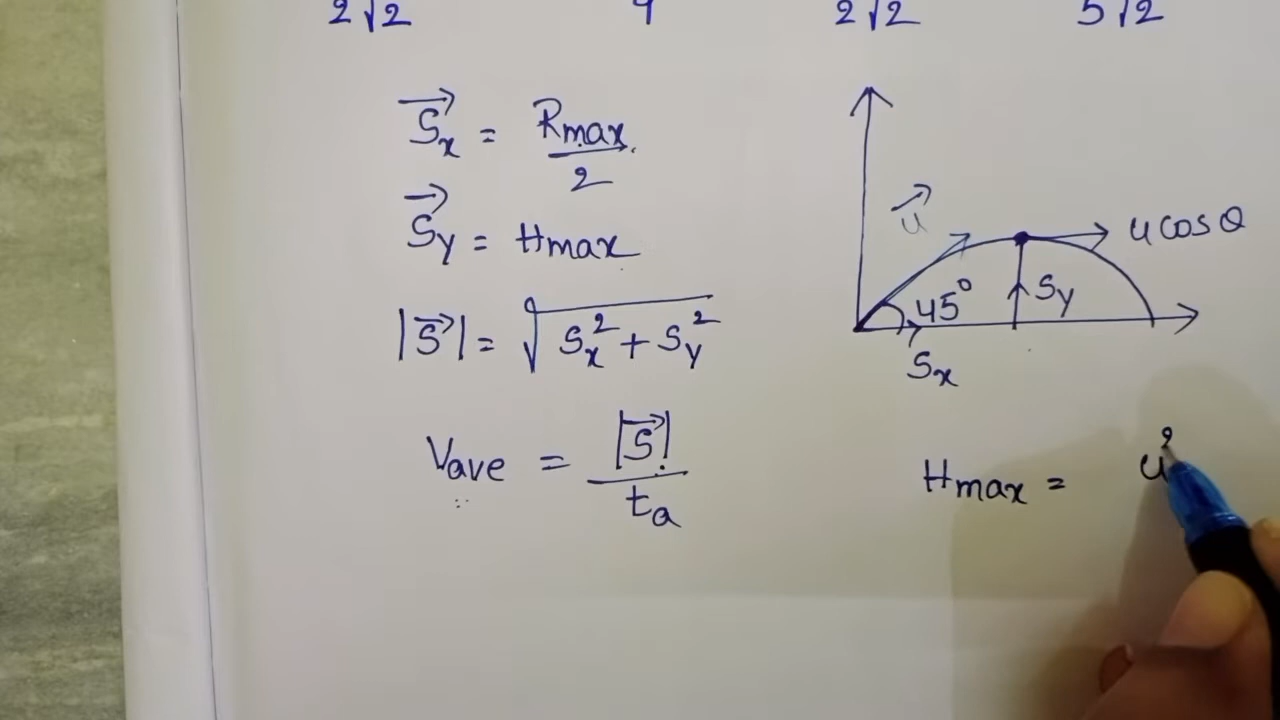 2√2 2√2 5√2
S⃗x = Rmax/2
S⃗y = Hmax
|S⃗| = √(Sx² + Sy²)
Vave = |S⃗|/ta
u⃗
u cos θ
45°
Sy
Sx
Hmax = u²